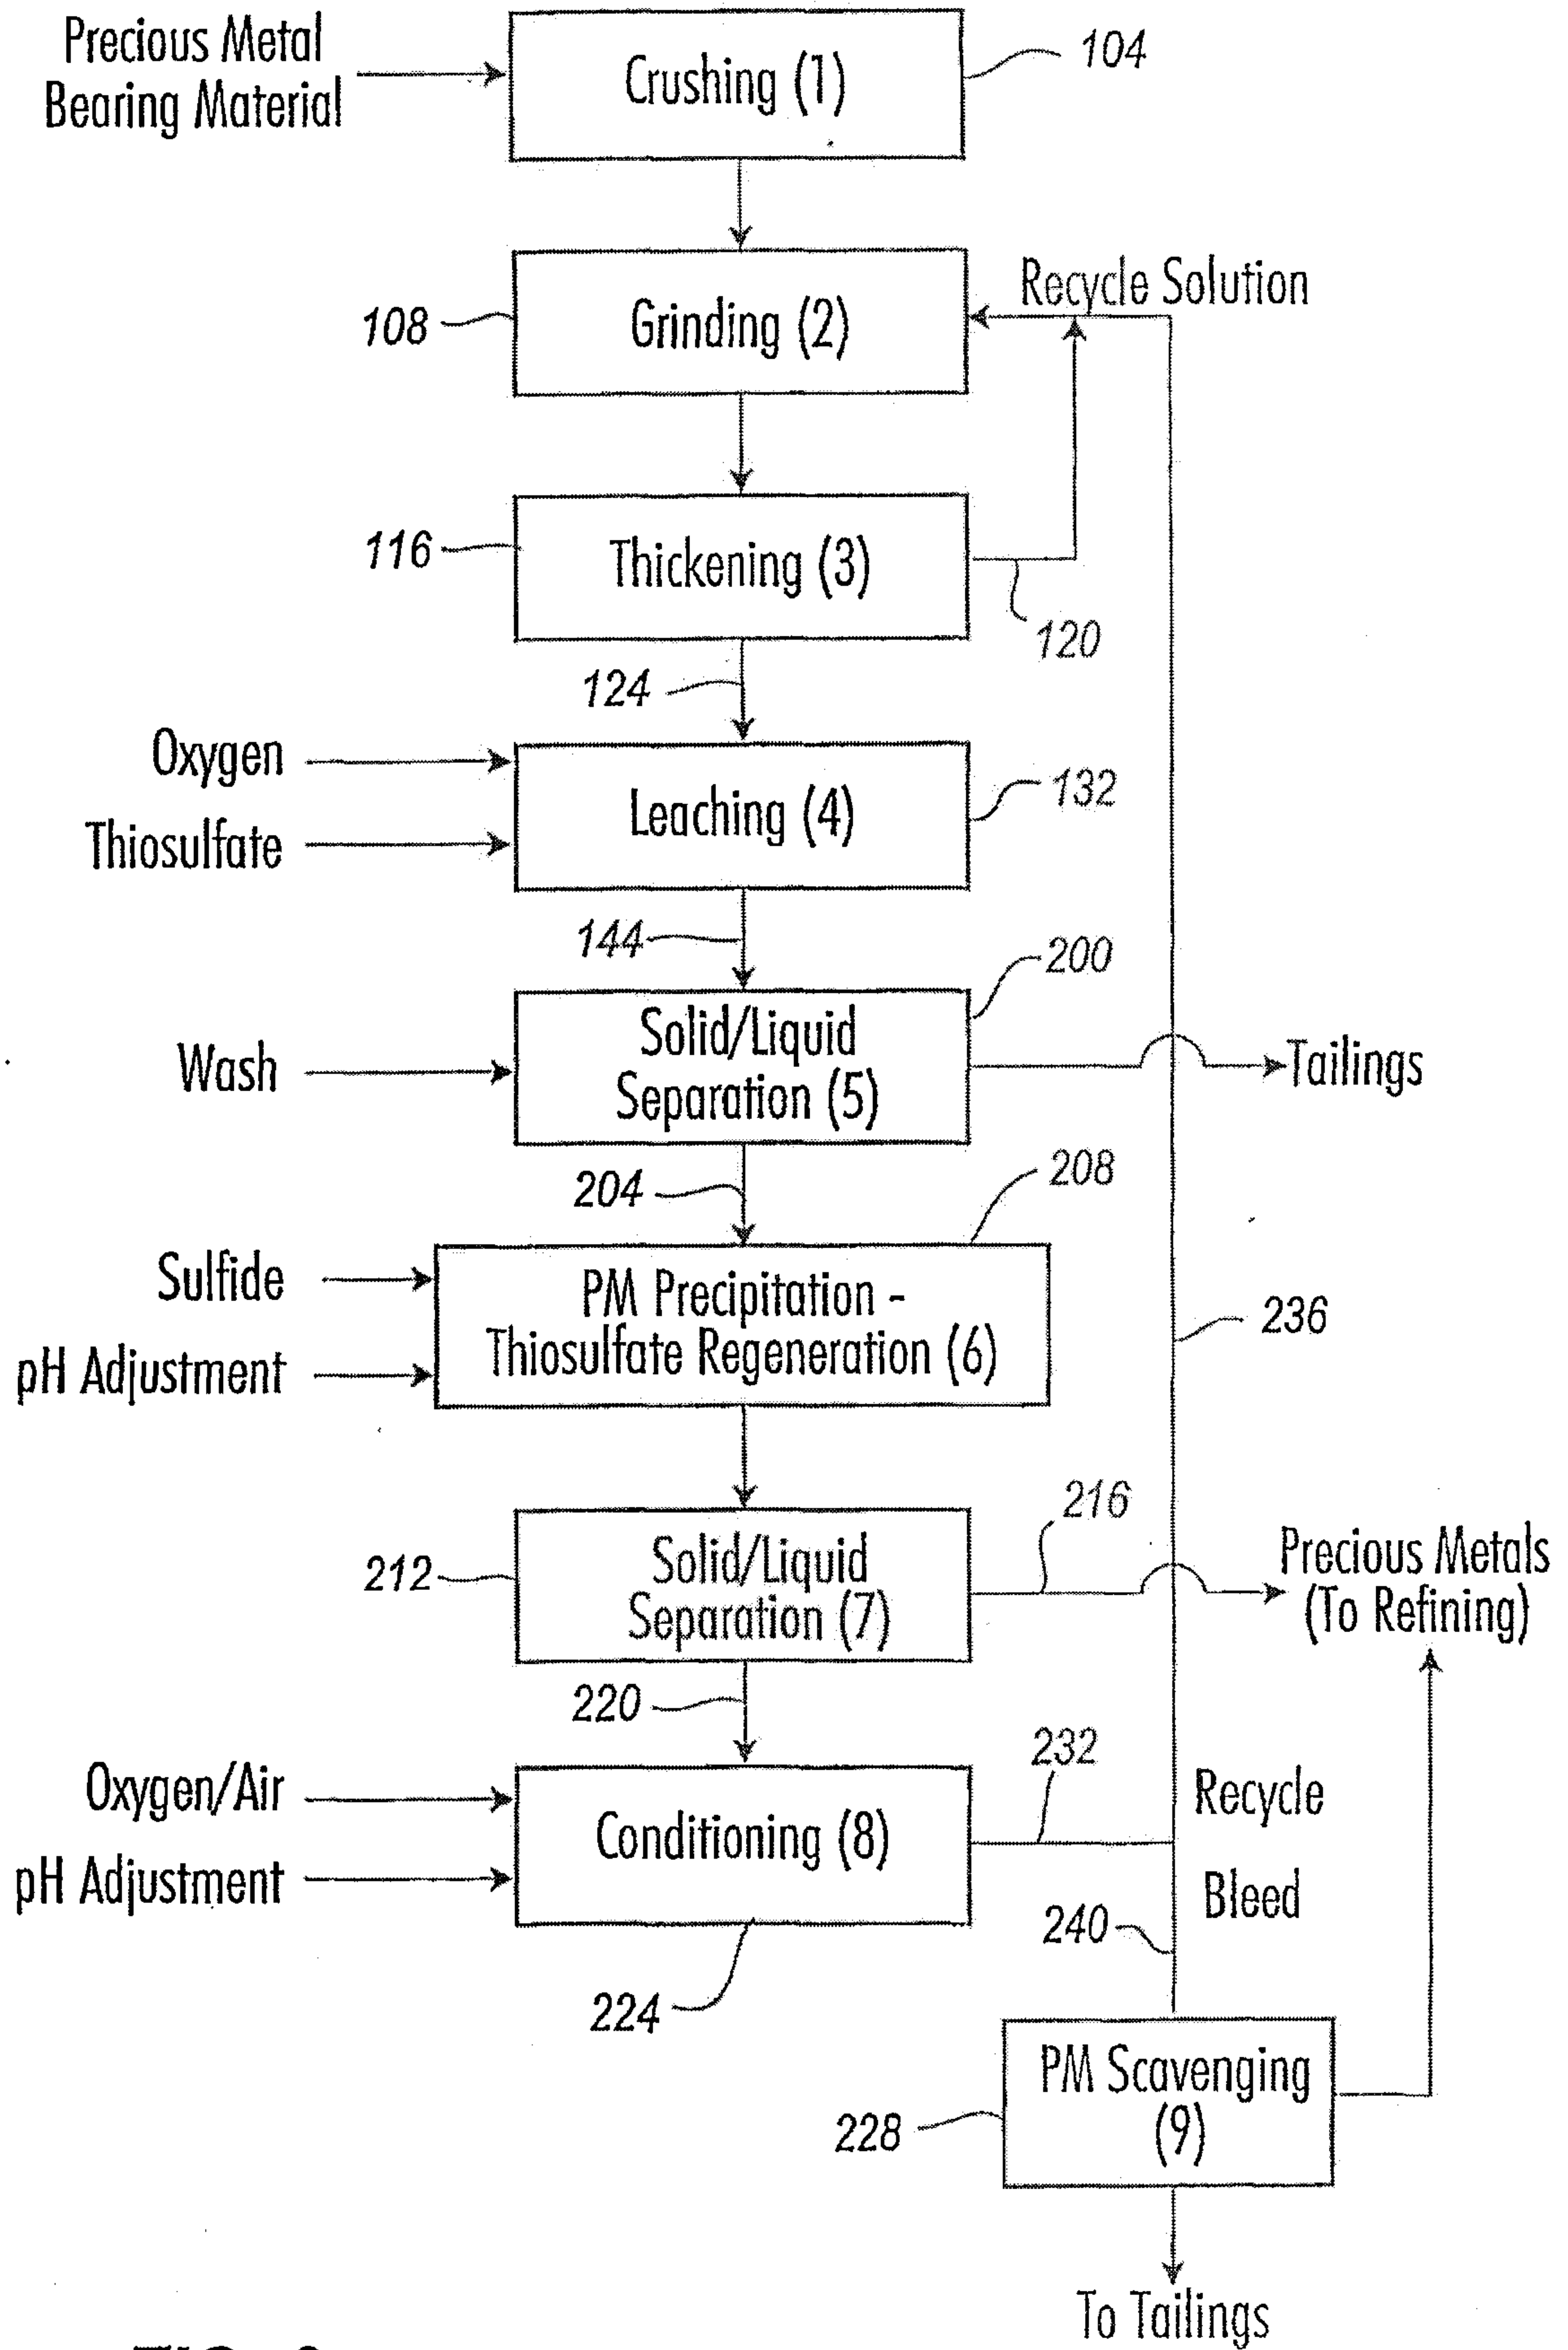 Precious Metal
Bearing Material
Crushing (1)
104
108
Grinding (2)
Recycle Solution
116
Thickening (3)
120
124
Oxygen
Thiosulfate
Leaching (4)
132
144
200
Wash
Solid/Liquid
Separation (5)
Tailings
204
208
Sulfide
pH Adjustment
PM Precipitation -
Thiosulfate Regeneration (6)
236
212
Solid/Liquid
Separation (7)
216
Precious Metals
(To Refining)
220
232
Oxygen/Air
pH Adjustment
Conditioning (8)
Recycle
Bleed
240
224
228
PM Scavenging
(9)
To Tailings